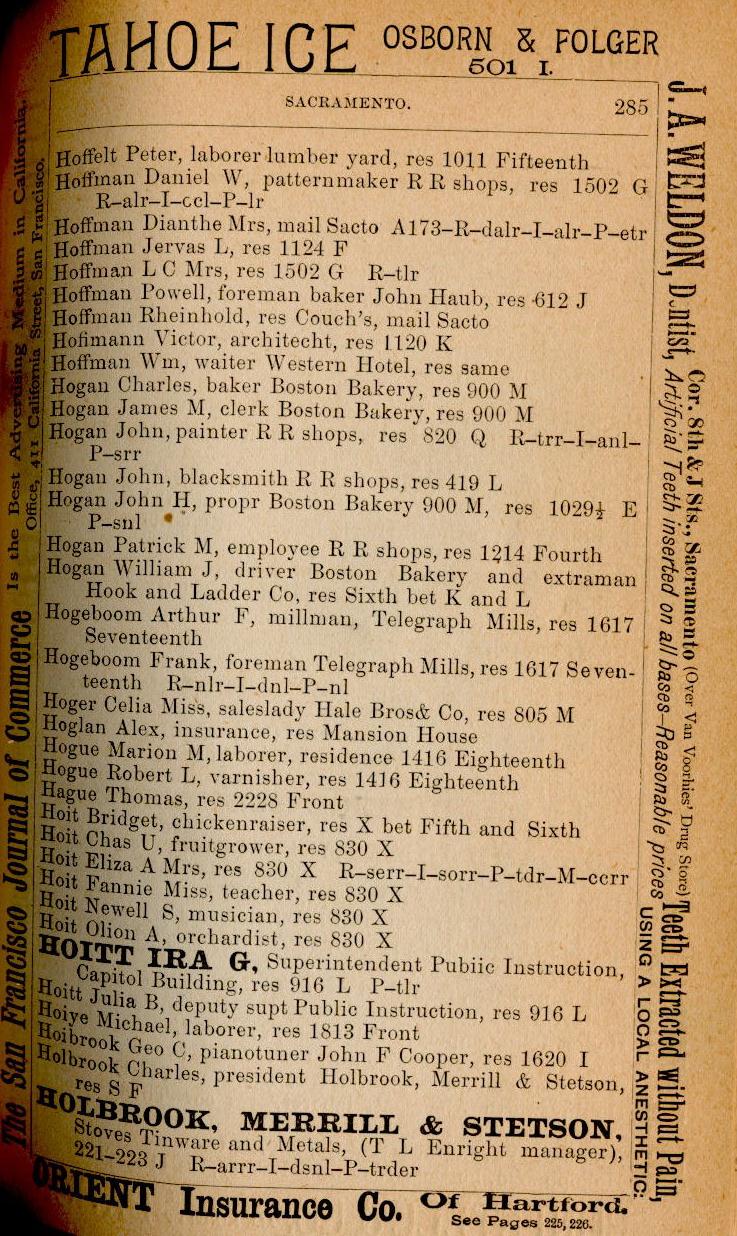 TAHOE ICE OSBORN & FOLGER
501 I.
SACRAMENTO. 285
Hoffelt Peter, laborer lumber yard, res 1011 Fifteenth
Hoffman Daniel W, patternmaker R R shops, res 1502 G
R–alr–I–ccl–P–lr
Hoffman Dianthe Mrs, mail Sacto A173–R–dalr–I–alr–P–etr
Hoffman Jervas L, res 1124 F
Hoffman L C Mrs, res 1502 G R–tlr
Hoffman Powell, foreman baker John Haub, res 612 J
Hoffman Rheinhold, res Couch's, mail Sacto
Hofimann Victor, architecht, res 1120 K
Hoffman Wm, waiter Western Hotel, res same
Hogan Charles, baker Boston Bakery, res 900 M
Hogan James M, clerk Boston Bakery, res 900 M
Hogan John, painter R R shops, res 820 Q R–trr–I–anl–
P–srr
Hogan John, blacksmith R R shops, res 419 L
Hogan John H, propr Boston Bakery 900 M, res 1029½ E
P–snl
Hogan Patrick M, employee R R shops, res 1214 Fourth
Hogan William J, driver Boston Bakery and extraman
Hook and Ladder Co, res Sixth bet K and L
Hogeboom Arthur F, millman, Telegraph Mills, res 1617
Seventeenth
Hogeboom Frank, foreman Telegraph Mills, res 1617 Seven-
teenth R–nlr–I–dnl–P–nl
Hoger Celia Miss, saleslady Hale Bros& Co, res 805 M
Hoglan Alex, insurance, res Mansion House
Hogue Marion M, laborer, residence 1416 Eighteenth
Hogue Robert L, varnisher, res 1416 Eighteenth
Hague Thomas, res 2228 Front
Hoit Bridget, chickenraiser, res X bet Fifth and Sixth
Hoit Chas U, fruitgrower, res 830 X
Hoit Eliza A Mrs, res 830 X R–serr–I–sorr–P–tdr–M–ccrr
Hoit Fannie Miss, teacher, res 830 X
Hoit Newell S, musician, res 830 X
Hoit Olion A, orchardist, res 830 X
HOITT IRA G, Superintendent Pubiic Instruction,
Capitol Building, res 916 L P–tlr
Hoitt Julia B, deputy supt Public Instruction, res 916 L
Hoiye Michael, laborer, res 1813 Front
Hoibrook Geo C, pianotuner John F Cooper, res 1620 I
Holbrook Charles, president Holbrook, Merrill & Stetson,
res S F
HOLBROOK, MERRILL & STETSON,
Stoves Tinware and Metals, (T L Enright manager),
221–223 J R–arrr–I–dsnl–P–trder
ORIENT Insurance Co. Of Hartford.
See Pages 225, 226.
The San Francisco Journal of Commerce Is the Best Advertising Medium in California,
Office, 411 California Street, San Francisco,
J. A. WELDON, Dentist, Cor. 8th & J Sts., Sacramento (Over Van Voorhies' Drug Store) Teeth Extracted without Pain,
Artificial Teeth inserted on all bases—Reasonable prices USING A LOCAL ANESTHETIC;